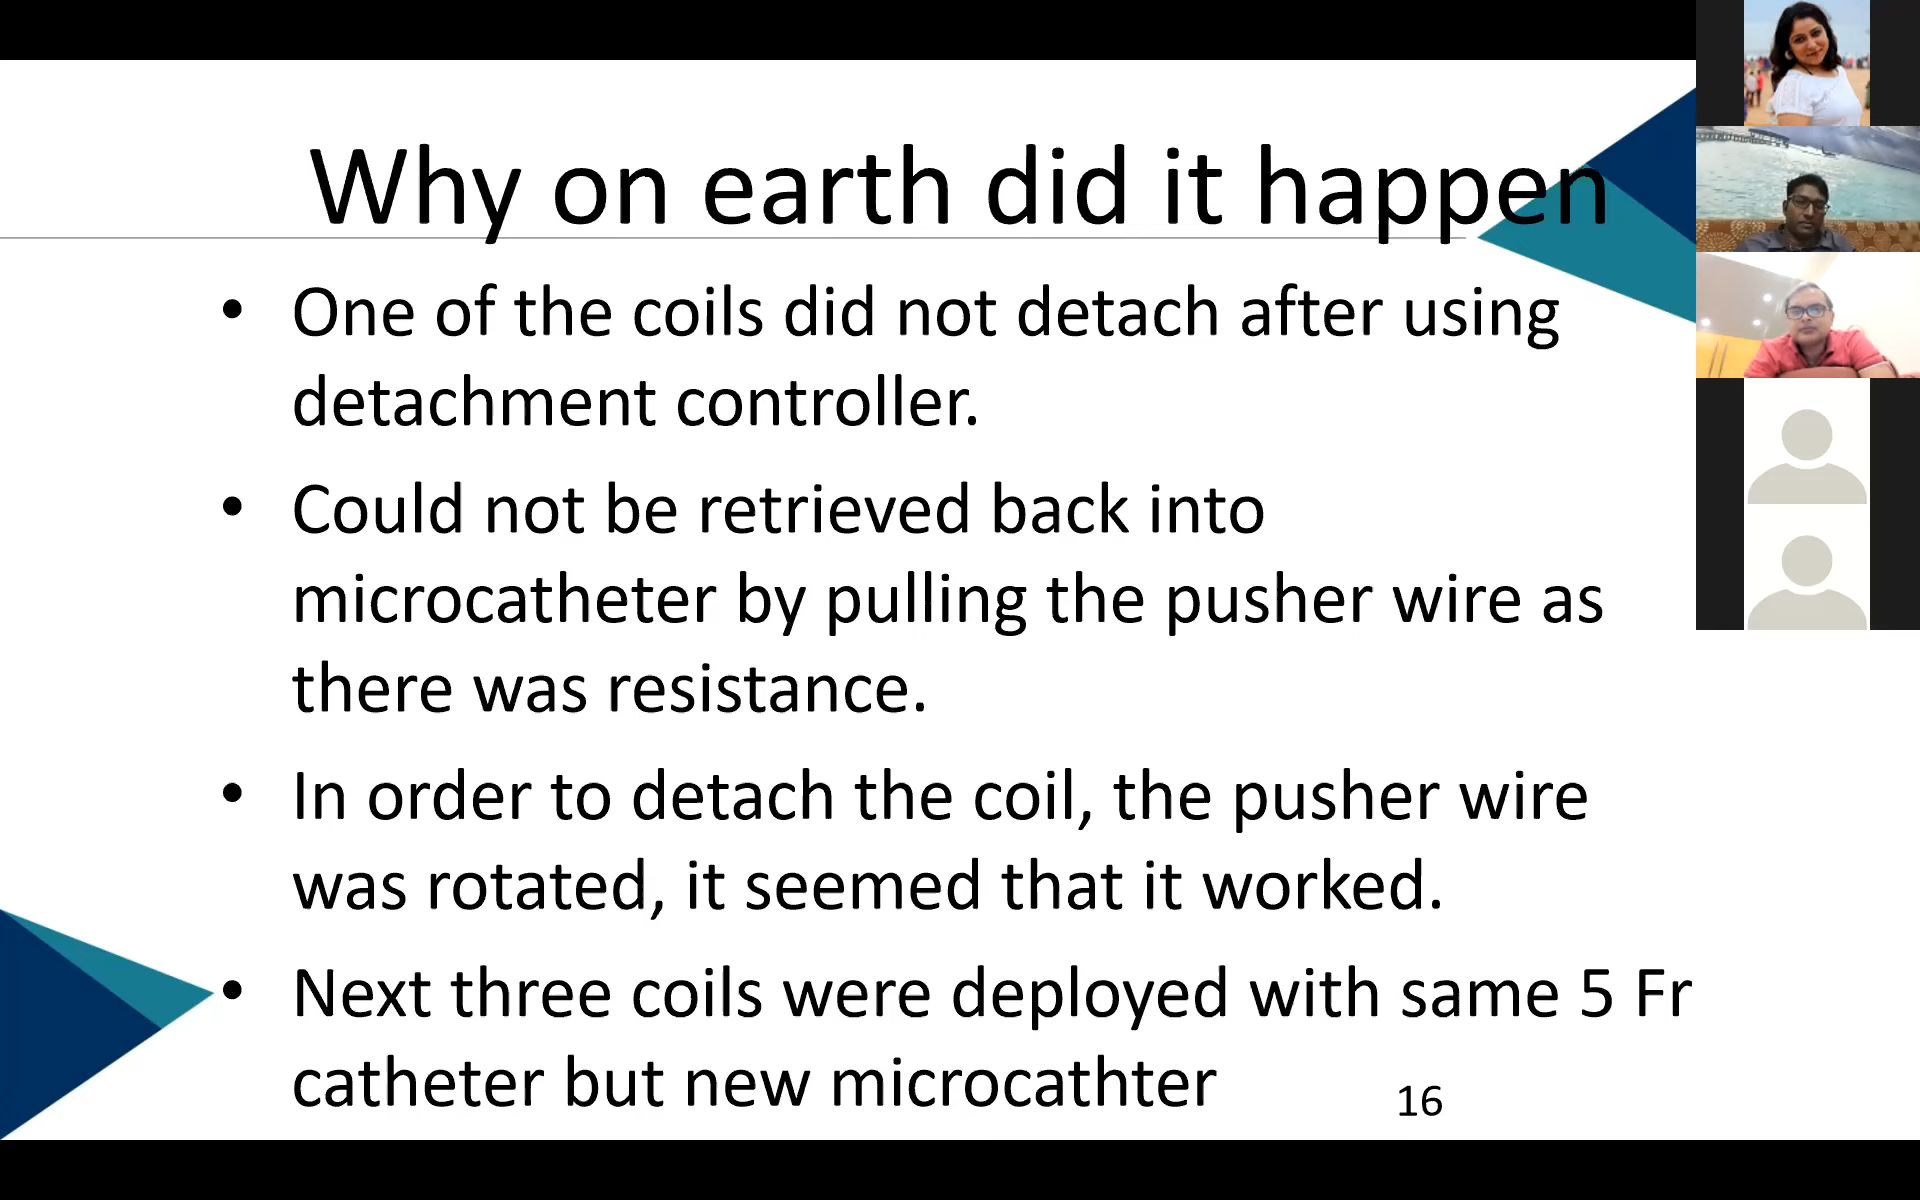 Why on earth did it happen
• One of the coils did not detach after using
detachment controller.
• Could not be retrieved back into
microcatheter by pulling the pusher wire as
there was resistance.
• In order to detach the coil, the pusher wire
was rotated, it seemed that it worked.
• Next three coils were deployed with same 5 Fr
catheter but new microcathter
16